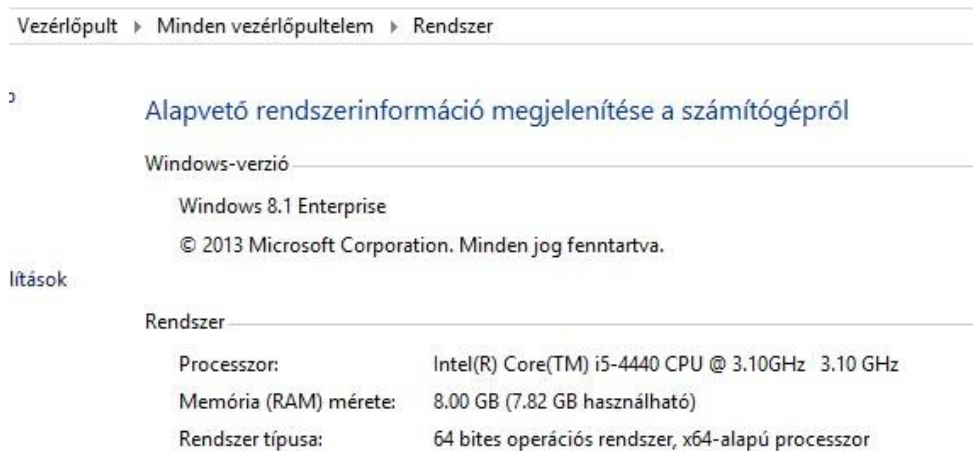 Vezérlőpult ▸ Minden vezérlőpultelem ▸ Rendszer
Alapvető rendszerinformáció megjelenítése a számítógépről
Windows-verzió
Windows 8.1 Enterprise
© 2013 Microsoft Corporation. Minden jog fenntartva.
lítások
Rendszer
Processzor: Intel(R) Core(TM) i5-4440 CPU @ 3.10GHz 3.10 GHz
Memória (RAM) mérete: 8.00 GB (7.82 GB használható)
Rendszer típusa: 64 bites operációs rendszer, x64-alapú processzor